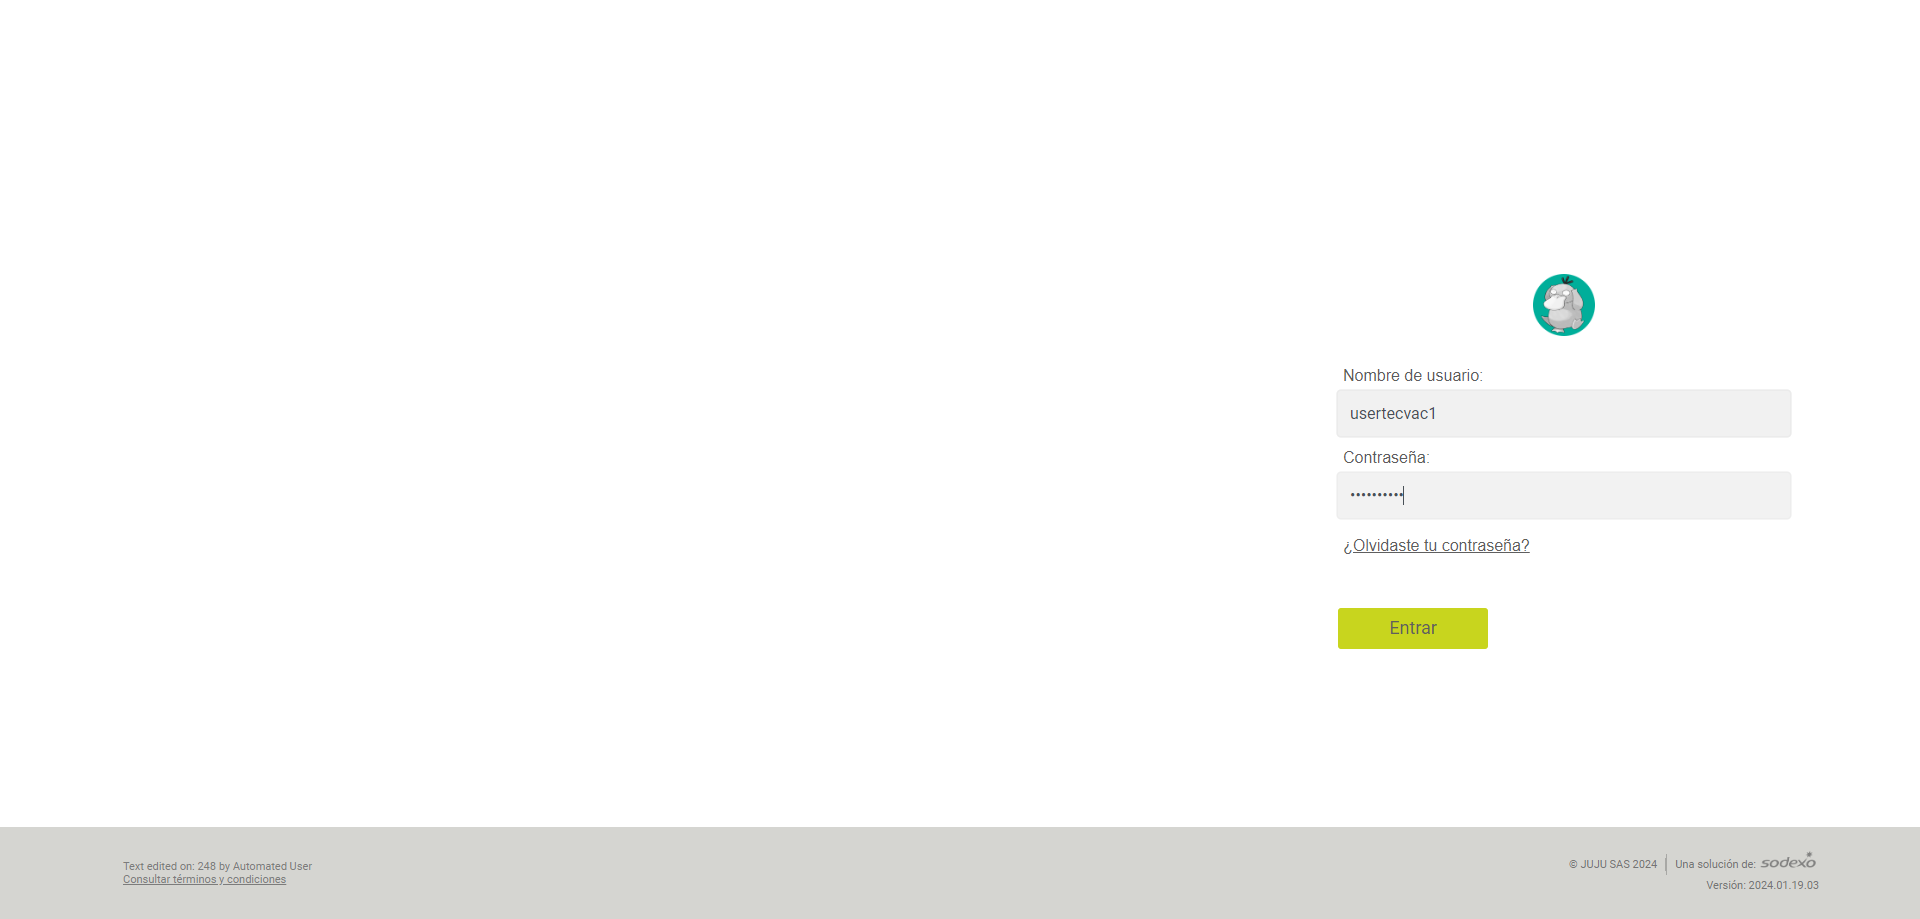 Nombre de usuario:
usertecvac1
Contraseña:
••••••••••
¿Olvidaste tu contraseña?
Entrar
Text edited on: 248 by Automated User
Consultar términos y condiciones
© JUJU SAS 2024 | Una solución de: sodexo
Versión: 2024.01.19.03